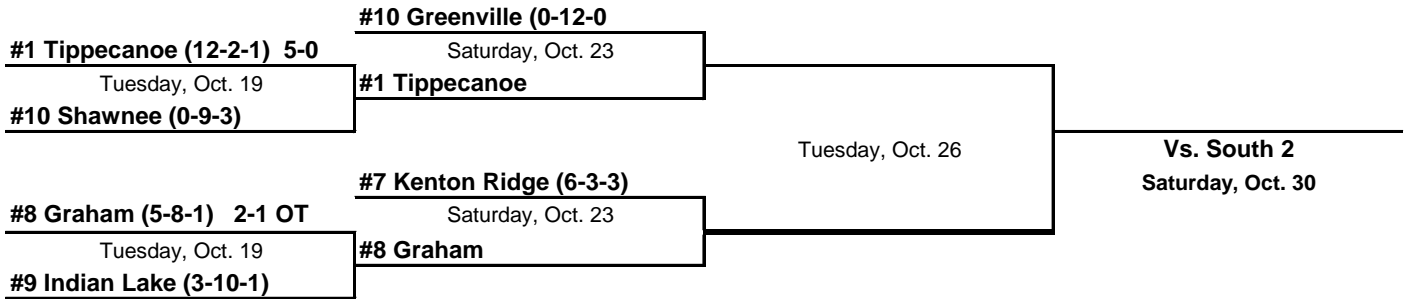 #10 Greenville (0-12-0
#1 Tippecanoe (12-2-1) 5-0
Saturday, Oct. 23
Tuesday, Oct. 19
#1 Tippecanoe
#10 Shawnee (0-9-3)
Tuesday, Oct. 26
Vs. South 2
#7 Kenton Ridge (6-3-3)
Saturday, Oct. 30
#8 Graham (5-8-1) 2-1 OT
Saturday, Oct. 23
Tuesday, Oct. 19
#8 Graham
#9 Indian Lake (3-10-1)